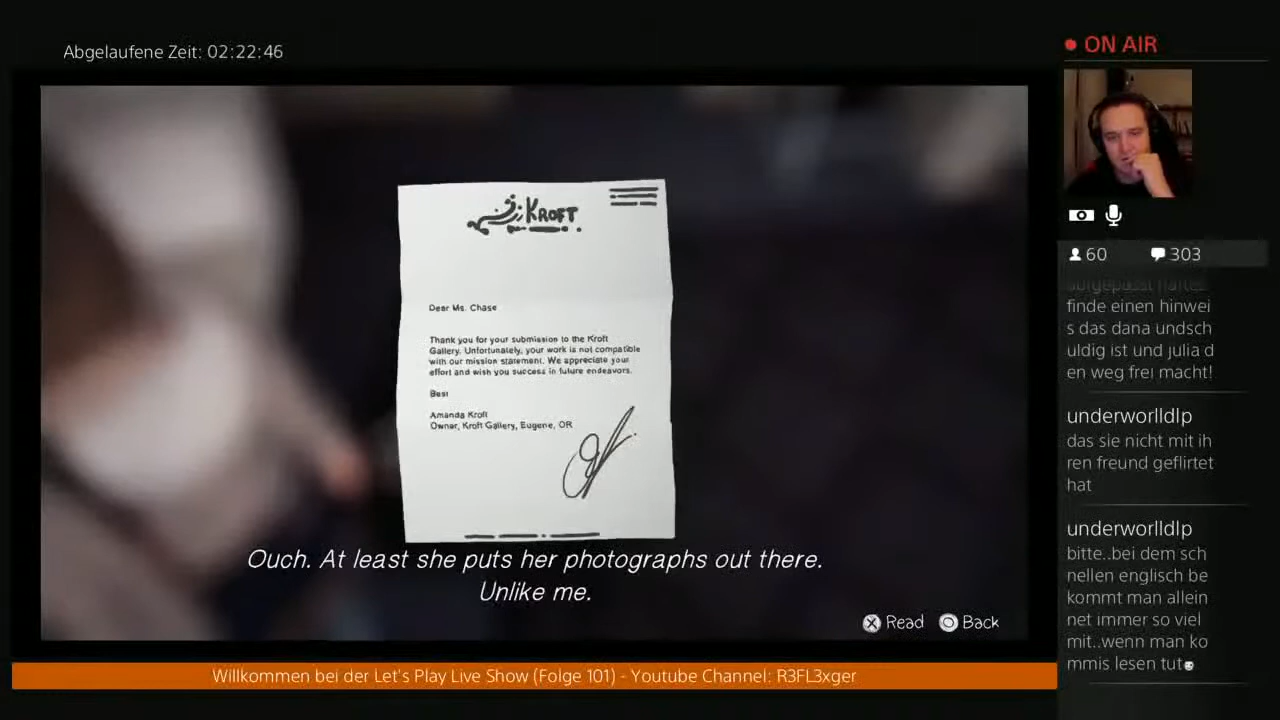 Abgelaufene Zeit: 02:22:46
ON AIR
60 303
KROFT
Dear Ms. Chase
Thank you for your submission to the Kroft
Gallery. Unfortunately, your work is not compatible
with our mission statement. We appreciate your
effort and wish you success in future endeavors.
Best
Amanda Kroft
Owner, Kroft Gallery, Eugene, OR
Ouch. At least she puts her photographs out there.
Unlike me.
Read Back
Willkommen bei der Let's Play Live Show (Folge 101) - Youtube Channel: R3FL3xger
finde einen hinwei
s das dana undsch
uldig ist und julia d
en weg frei macht!
underworlldlp
das sie nicht mit ih
ren freund geflirtet
hat
underworlldlp
bitte..bei dem sch
nellen englisch be
kommt man allein
net immer so viel
mit..wenn man ko
mmis lesen tut